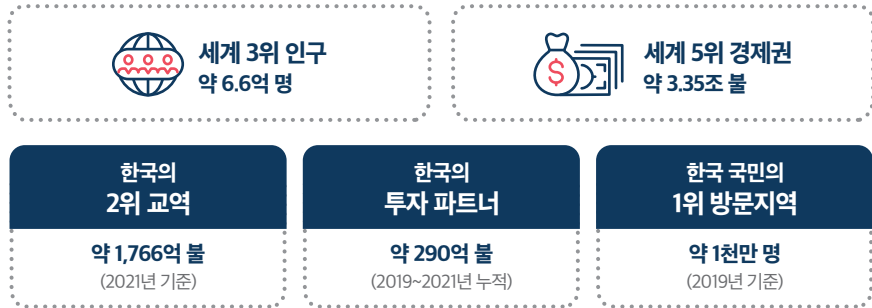 세계 3위 인구
약 6.6억 명
세계 5위 경제권
약 3.35조 불
한국의
2위 교역
약 1,766억 불
(2021년 기준)
한국의
투자 파트너
약 290억 불
(2019~2021년 누적)
한국 국민의
1위 방문지역
약 1천만 명
(2019년 기준)